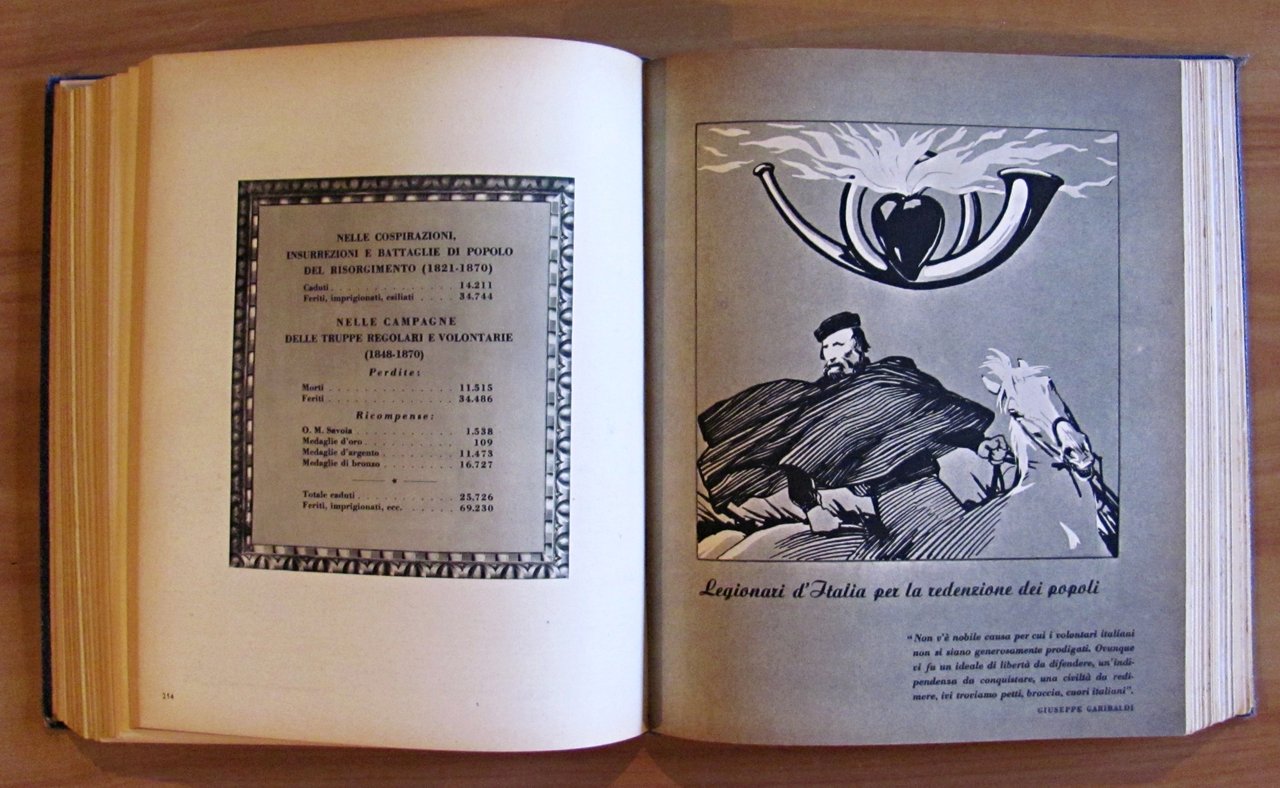 NELLE COSPIRAZIONI,
INSURREZIONI E BATTAGLIE DI POPOLO
DEL RISORGIMENTO (1821-1870)
Caduti . . . . . . . . . . . . . 14.211
Feriti, imprigionati, esiliati . . . . 34.744
NELLE CAMPAGNE
DELLE TRUPPE REGOLARI E VOLONTARIE
(1848-1870)
Perdite:
Morti . . . . . . . . . . . . . 11.515
Feriti . . . . . . . . . . . . . 34.486
Ricompense:
O. M. Savoia . . . . . . . . . . 1.538
Medaglie d'oro . . . . . . . . . . 109
Medaglie d'argento . . . . . . . . 11.473
Medaglie di bronzo . . . . . . . . 16.727
Totale caduti . . . . . . . . . . 25.726
Feriti, imprigionati, ecc. . . . . . 69.230
214
Legionari d'Italia per la redenzione dei popoli
"Non v'è nobile causa per cui i volontari italiani
non si siano generosamente prodigati. Ovunque
vi fu un ideale di libertà da difendere, un'indi-
pendenza da conquistare, una civiltà da redi-
mere, ivi troviamo petti, braccia, cuori italiani".
GIUSEPPE GARIBALDI